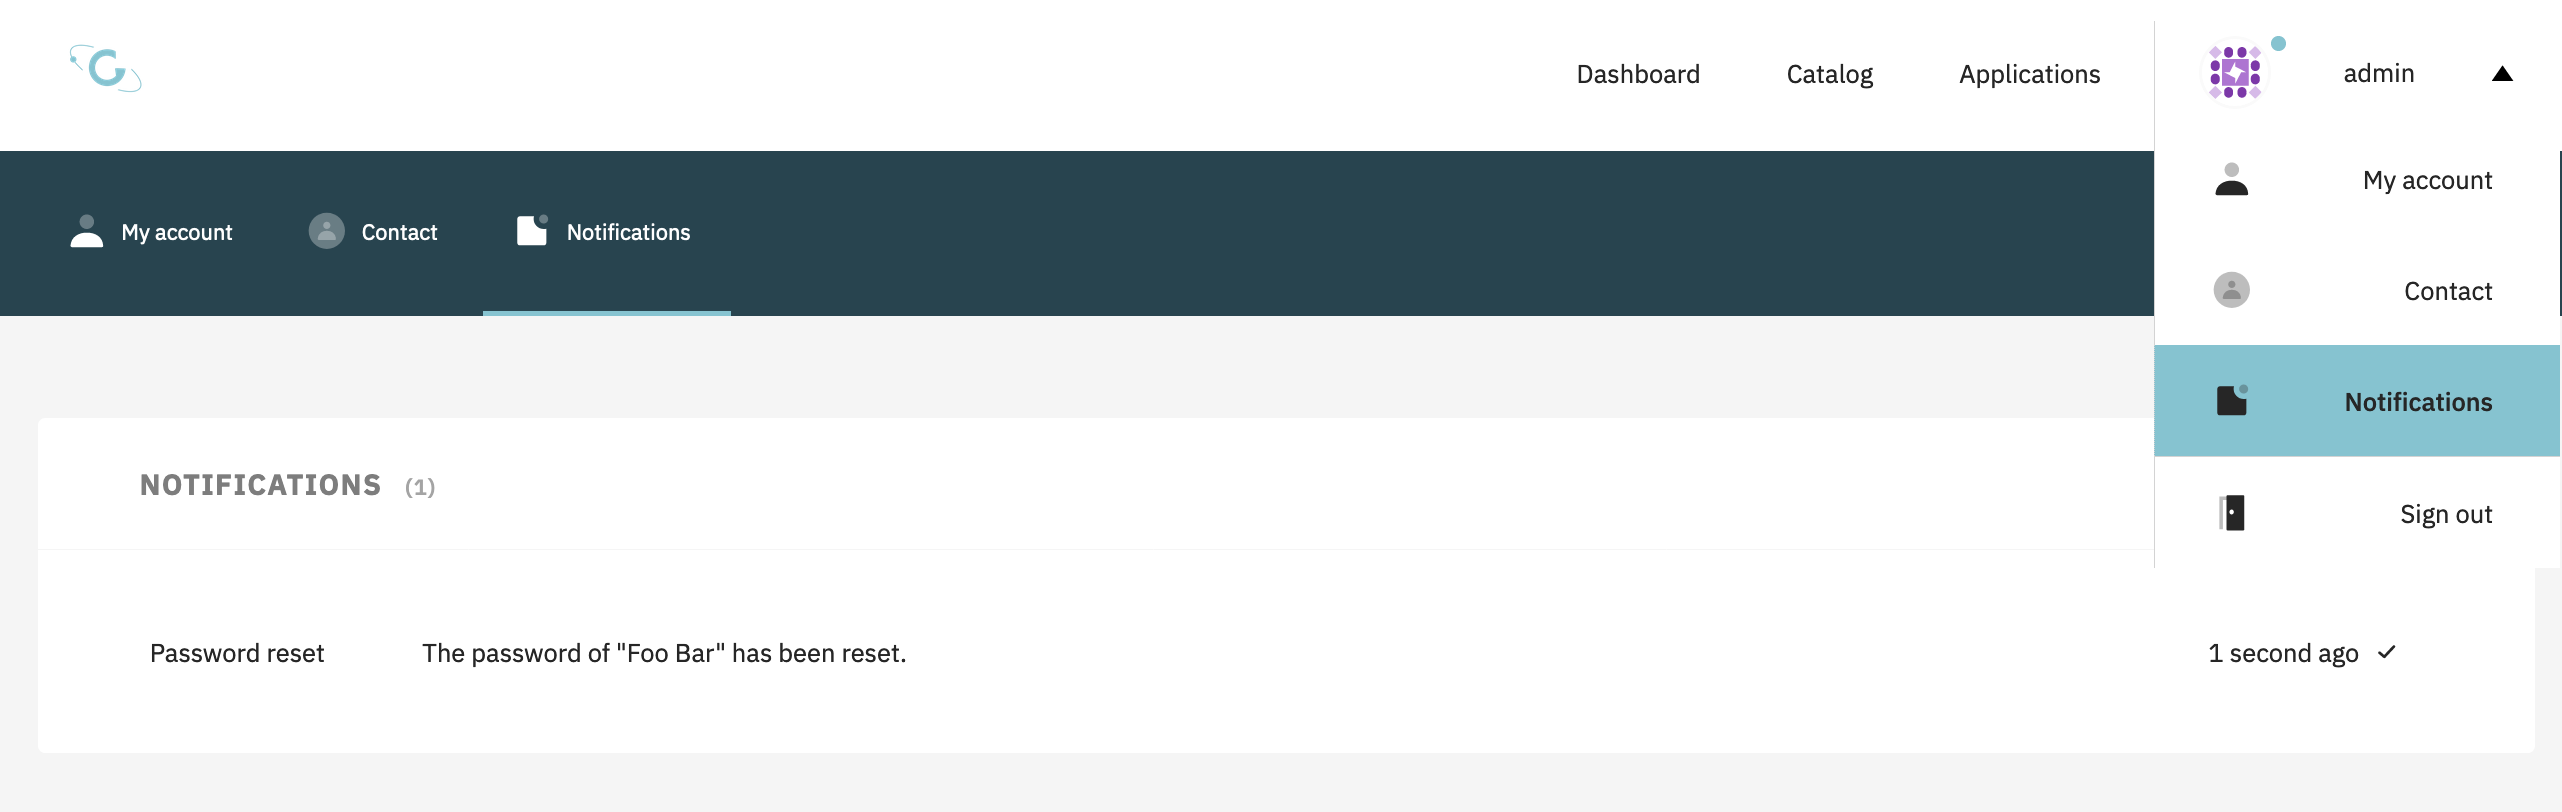 Dashboard
Catalog
Applications
admin
My account
Contact
Notifications
Sign out
My account
Contact
Notifications
NOTIFICATIONS (1)
Password reset
The password of "Foo Bar" has been reset.
1 second ago